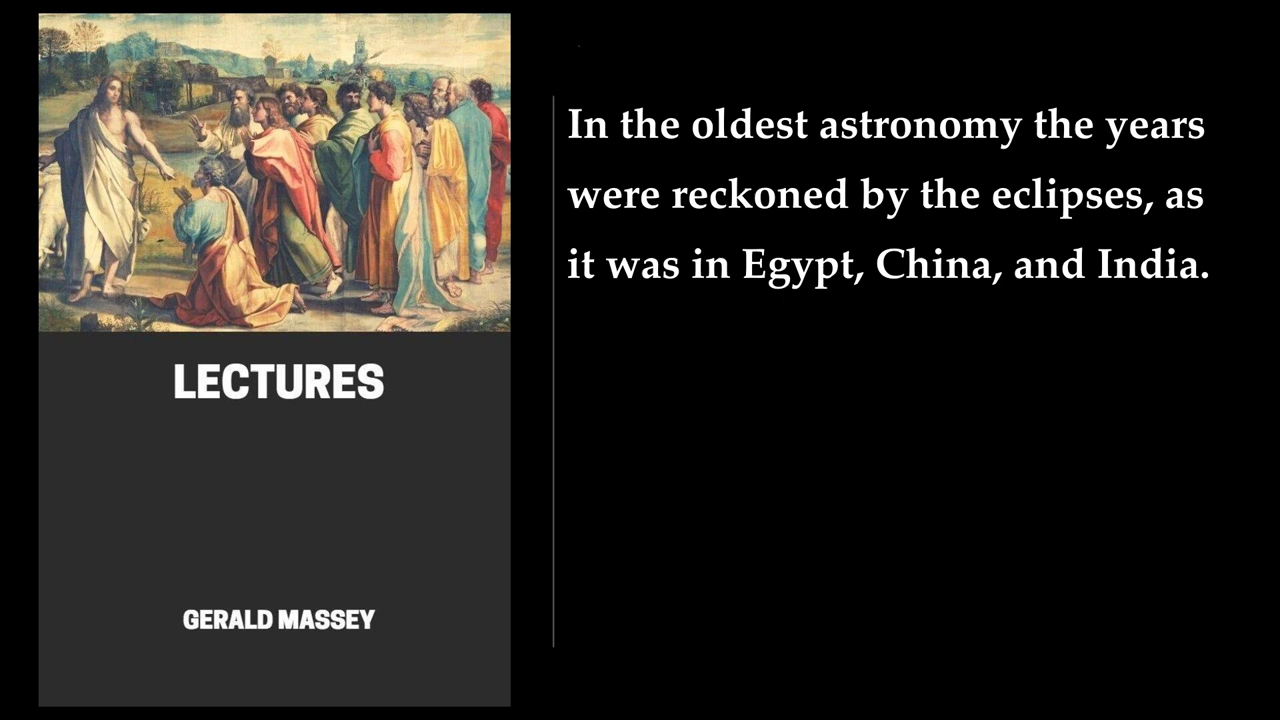 LECTURES
GERALD MASSEY
In the oldest astronomy the years
were reckoned by the eclipses, as
it was in Egypt, China, and India.